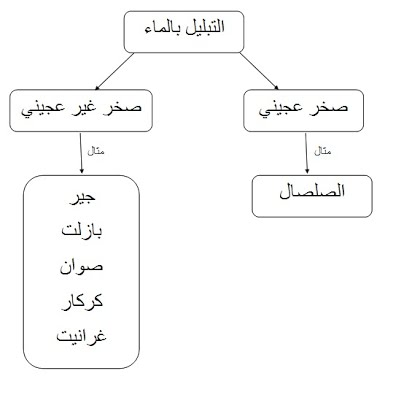 التبليل بالماء
صخر عجيني
صخر غير عجيني
مثال
مثال
الصلصال
جير
بازلت
صوان
كركار
غرانيت